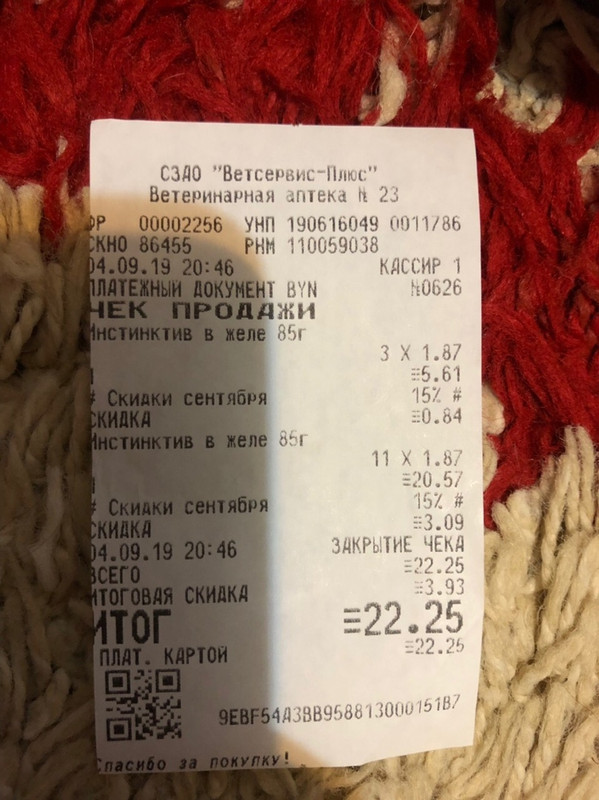 СЗАО "Ветсервис-Плюс"
Ветеринарная аптека № 23
ФР 00002256 УНП 190616049 0011786
СКНО 86455 РНМ 110059038
04.09.19 20:46 КАССИР 1
ПЛАТЕЖНЫЙ ДОКУМЕНТ BYN №0626
ЧЕК ПРОДАЖИ
Инстинктив в желе 85г
3 X 1.87
≡5.61
# Скидки сентября 15% #
СКИДКА ≡0.84
Инстинктив в желе 85г
11 X 1.87
≡20.57
# Скидки сентября 15% #
СКИДКА ≡3.09
04.09.19 20:46 ЗАКРЫТИЕ ЧЕКА
ВСЕГО ≡22.25
ИТОГОВАЯ СКИДКА ≡3.93
ИТОГ ≡22.25
ПЛАТ. КАРТОЙ ≡22.25
9EBF54A3BB958813000151B7
Спасибо за покупку!